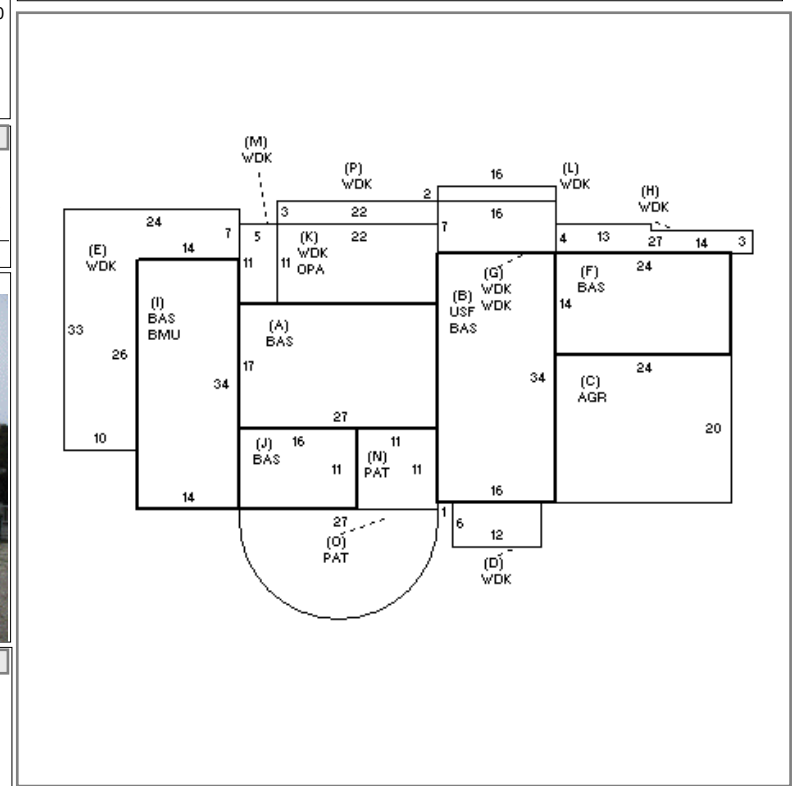 0
(M)
WDK
(P)
WDK
16
(L)
WDK
2
(H)
WDK
3
22
16
24
7
5
(K)
WDK
OPA
22
7
4
13
27
14
3
(E)
WDK
14
11
11
24
(G)
WDK
WDK
(F)
BAS
(B)
USF
BAS
14
(I)
BAS
BMU
(A)
BAS
33
26
17
34
34
24
(C)
AGR
27
20
10
(J)
BAS
16
11
11
(N)
PAT
11
14
16
27
1
6
12
(O)
PAT
(D)
WDK